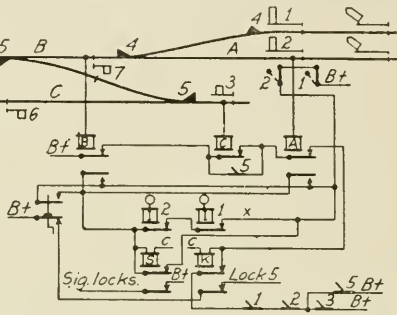 4 1
5 B 4 A 2
7
2 1 B+
C 5 3
6
B C A
B+
5
B+ 2 1 x
T T
c c
S K
Sig. locks. B+ Lock 5
5 B+
1 2 3 B+